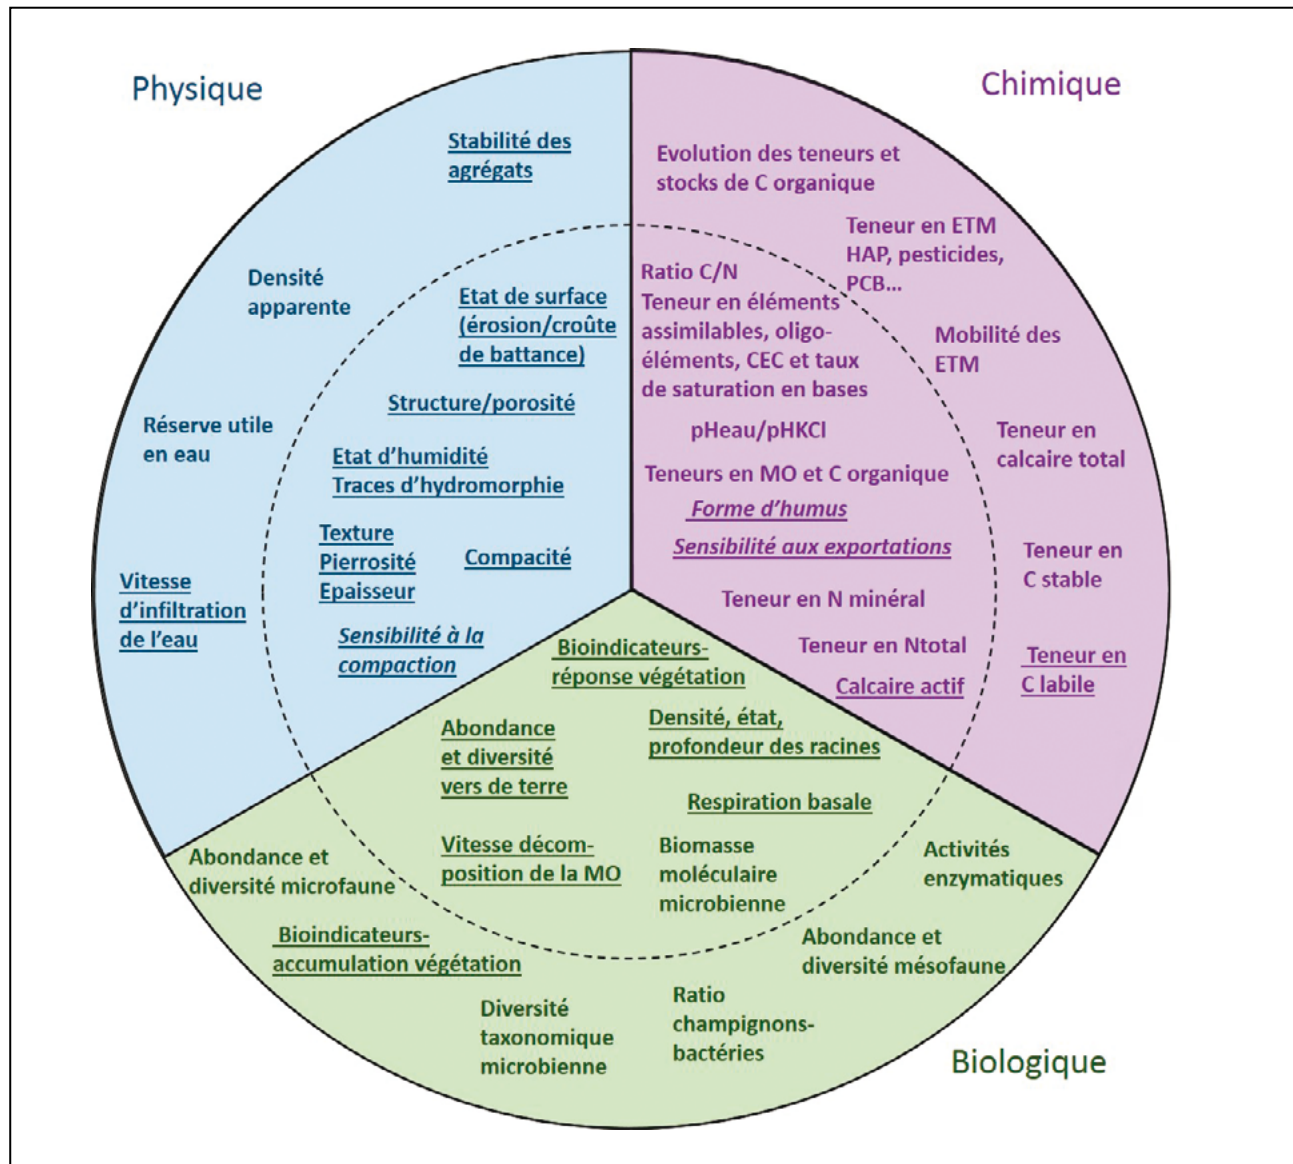 Physique
Chimique
Stabilité des
agrégats
Densité
apparente
Etat de surface
(érosion/croûte
de battance)
Structure/porosité
Réserve utile
en eau
Etat d'humidité
Traces d'hydromorphie
Texture
Pierrosité
Epaisseur
Compacité
Vitesse
d'infiltration
de l'eau
Sensibilité à la
compaction
Evolution des teneurs et
stocks de C organique
Teneur en ETM
HAP, pesticides,
PCB...
Ratio C/N
Teneur en éléments
assimilables, oligo-
éléments, CEC et taux
de saturation en bases
Mobilité des
ETM
pHeau/pHKCl
Teneur en
calcaire total
Teneurs en MO et C organique
Forme d'humus
Sensibilité aux exportations
Teneur en
C stable
Teneur en N minéral
Teneur en Ntotal
Calcaire actif
Teneur en
C labile
Bioindicateurs-
réponse végétation
Abondance
et diversité
vers de terre
Densité, état,
profondeur des racines
Respiration basale
Vitesse décom-
position de la MO
Biomasse
moléculaire
microbienne
Abondance et
diversité microfaune
Activités
enzymatiques
Bioindicateurs-
accumulation végétation
Abondance et
diversité mésofaune
Diversité
taxonomique
microbienne
Ratio
champignons-
bactéries
Biologique